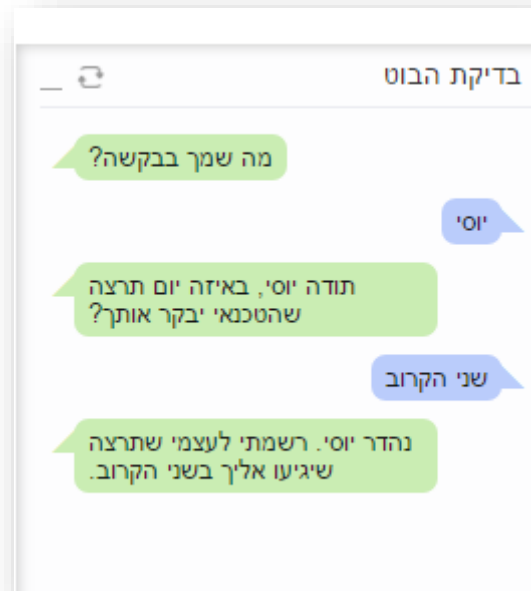 בדיקת הבוט
מה שמך בבקשה?
יוסי
תודה יוסי, באיזה יום תרצה
שהטכנאי יבקר אותך?
שני הקרוב
נהדר יוסי. רשמתי לעצמי שתרצה
שיגיעו אליך בשני הקרוב.